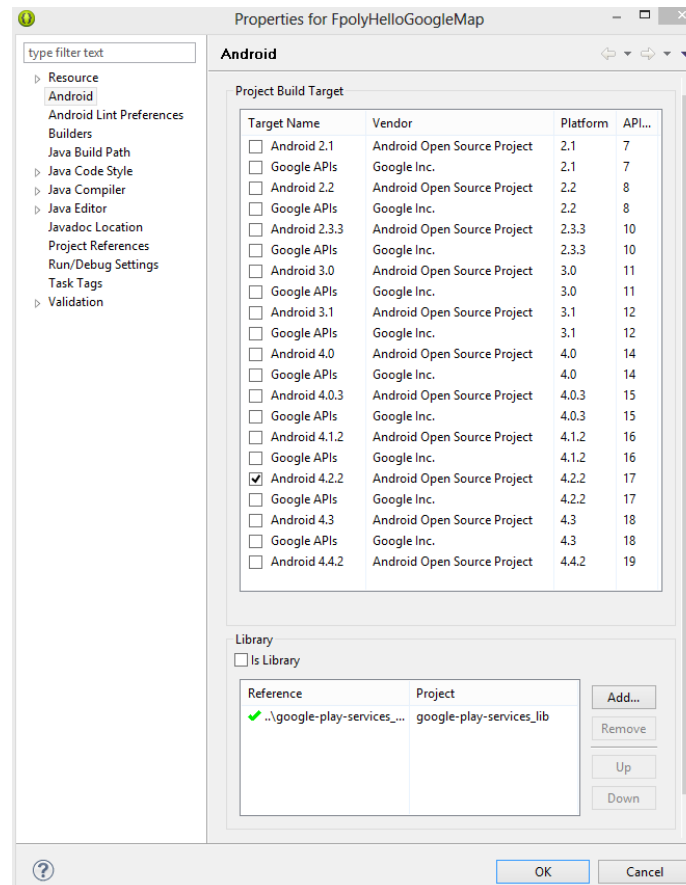 Properties for FpolyHelloGoogleMap
type filter text
Resource
Android
Android Lint Preferences
Builders
Java Build Path
Java Code Style
Java Compiler
Java Editor
Javadoc Location
Project References
Run/Debug Settings
Task Tags
Validation
Android
Project Build Target
Target Name Vendor Platform API...
Android 2.1 Android Open Source Project 2.1 7
Google APIs Google Inc. 2.1 7
Android 2.2 Android Open Source Project 2.2 8
Google APIs Google Inc. 2.2 8
Android 2.3.3 Android Open Source Project 2.3.3 10
Google APIs Google Inc. 2.3.3 10
Android 3.0 Android Open Source Project 3.0 11
Google APIs Google Inc. 3.0 11
Android 3.1 Android Open Source Project 3.1 12
Google APIs Google Inc. 3.1 12
Android 4.0 Android Open Source Project 4.0 14
Google APIs Google Inc. 4.0 14
Android 4.0.3 Android Open Source Project 4.0.3 15
Google APIs Google Inc. 4.0.3 15
Android 4.1.2 Android Open Source Project 4.1.2 16
Google APIs Google Inc. 4.1.2 16
Android 4.2.2 Android Open Source Project 4.2.2 17
Google APIs Google Inc. 4.2.2 17
Android 4.3 Android Open Source Project 4.3 18
Google APIs Google Inc. 4.3 18
Android 4.4.2 Android Open Source Project 4.4.2 19
Library
Is Library
Reference Project
..\google-play-services_... google-play-services_lib
Add...
Remove
Up
Down
?
OK Cancel